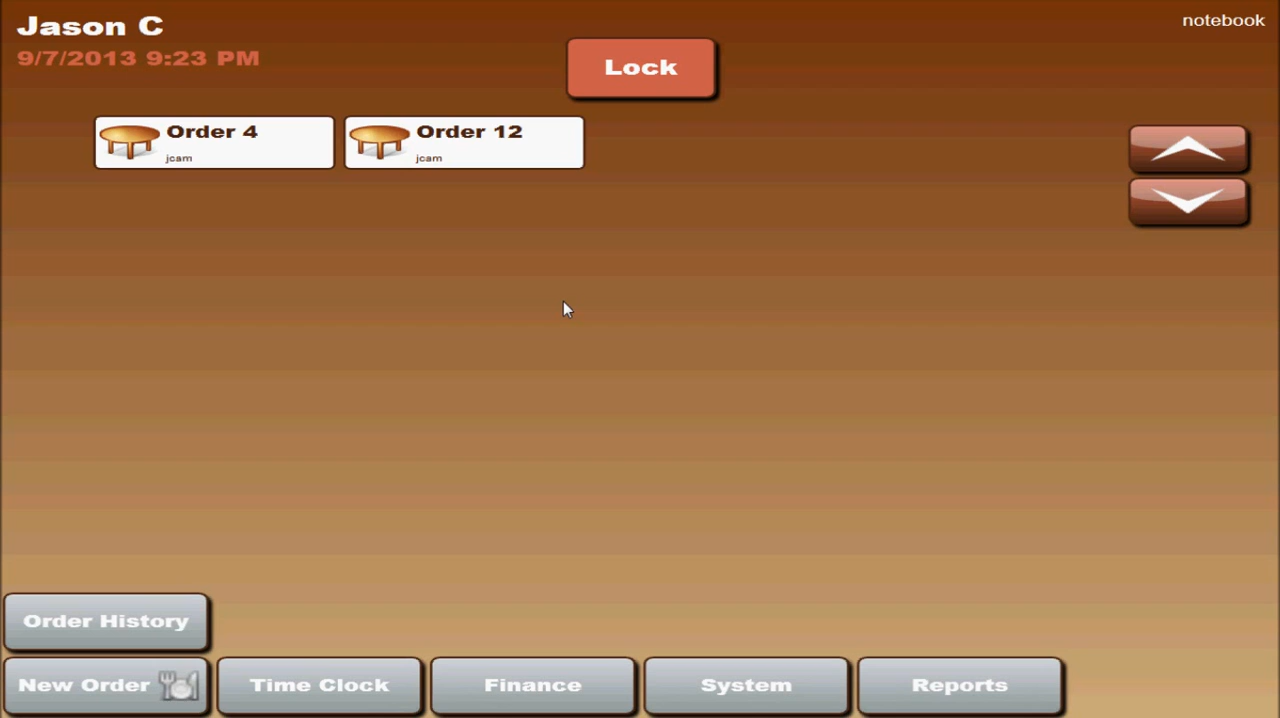 Jason C
notebook
9/7/2013 9:23 PM
Lock
Order 4
jcam
Order 12
jcam
Order History
New Order
Time Clock
Finance
System
Reports